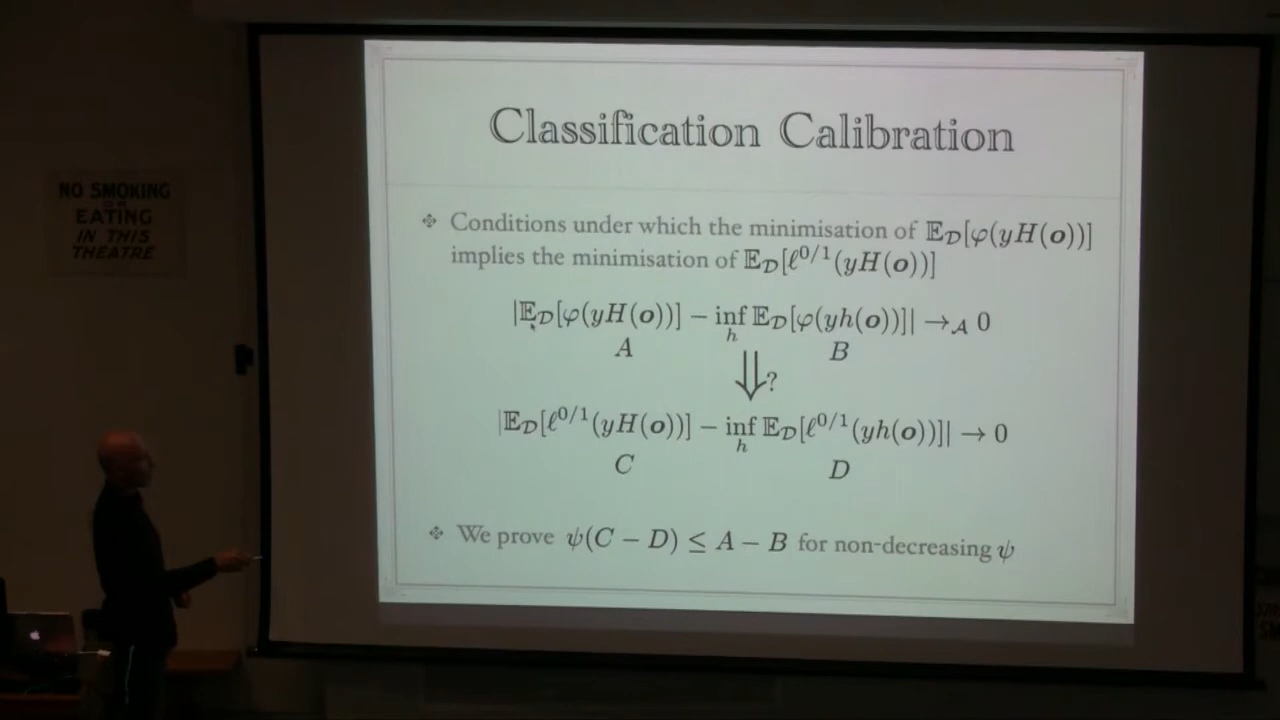 Classification Calibration
NO SMOKING
OR
EATING
IN THIS
THEATRE
❖ Conditions under which the minimisation of 𝔼_𝒟[φ(yH(𝒐))]
implies the minimisation of 𝔼_𝒟[ℓ^{0/1}(yH(𝒐))]
|𝔼_𝒟[φ(yH(𝒐))] − inf_h 𝔼_𝒟[φ(yh(𝒐))]| →_𝒜 0
A B
⇓?
|𝔼_𝒟[ℓ^{0/1}(yH(𝒐))] − inf_h 𝔼_𝒟[ℓ^{0/1}(yh(𝒐))]| → 0
C D
❖ We prove ψ(C − D) ≤ A − B for non-decreasing ψ